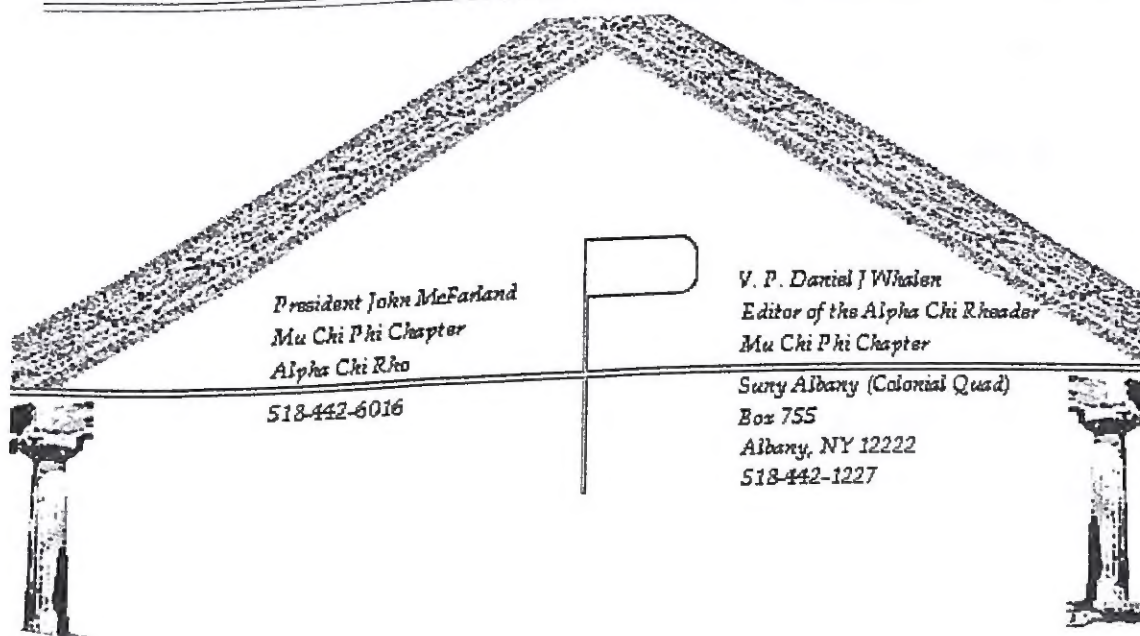 President John McFarland
Mu Chi Phi Chapter
Alpha Chi Rho
518-442-6016
V. P. Daniel J Whalen
Editor of the Alpha Chi Rheader
Mu Chi Phi Chapter
Suny Albany (Colonial Quad)
Box 755
Albany, NY 12222
518-442-1227